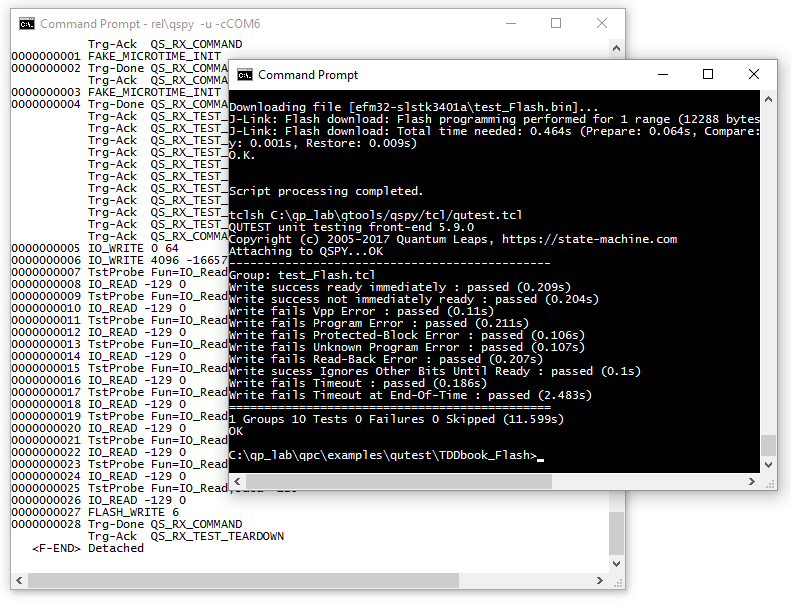 Command Prompt - rel\qspy -u -cCOM6
Trg-Ack QS_RX_COMMAND
0000000001 FAKE_MICROTIME_INIT
0000000002 Trg-Done QS_RX_COMMA
Trg-Ack QS_RX_COMMA
0000000003 FAKE_MICROTIME_INIT
0000000004 Trg-Done QS_RX_COMMA
Trg-Ack QS_RX_TEST_
Trg-Ack QS_RX_TEST_
Trg-Ack QS_RX_TEST_
Trg-Ack QS_RX_TEST_
Trg-Ack QS_RX_TEST_
Trg-Ack QS_RX_TEST_
Trg-Ack QS_RX_TEST_
Trg-Ack QS_RX_TEST_
Trg-Ack QS_RX_TEST_
Trg-Ack QS_RX_TEST_
Trg-Ack QS_RX_COMMA
0000000005 IO_WRITE 0 64
0000000006 IO_WRITE 4096 -16657
0000000007 TstProbe Fun=IO_Read
0000000008 IO_READ -129 0
0000000009 TstProbe Fun=IO_Read
0000000010 IO_READ -129 0
0000000011 TstProbe Fun=IO_Read
0000000012 IO_READ -129 0
0000000013 TstProbe Fun=IO_Read
0000000014 IO_READ -129 0
0000000015 TstProbe Fun=IO_Read
0000000016 IO_READ -129 0
0000000017 TstProbe Fun=IO_Read
0000000018 IO_READ -129 0
0000000019 TstProbe Fun=IO_Read
0000000020 IO_READ -129 0
0000000021 TstProbe Fun=IO_Read
0000000022 IO_READ -129 0
0000000023 TstProbe Fun=IO_Read
0000000024 IO_READ -129 0
0000000025 TstProbe Fun=IO_Read
0000000026 IO_READ -129 0
0000000027 FLASH_WRITE 6
0000000028 Trg-Done QS_RX_COMMAND
Trg-Ack QS_RX_TEST_TEARDOWN
<F-END> Detached
Command Prompt
Downloading file [efm32-slstk3401a\test_Flash.bin]...
J-Link: Flash download: Flash programming performed for 1 range (12288 bytes
J-Link: Flash download: Total time needed: 0.464s (Prepare: 0.064s, Compare:
y: 0.001s, Restore: 0.009s)
O.K.
Script processing completed.
tclsh C:\qp_lab\qtools/qspy/tcl/qutest.tcl
QUTEST unit testing front-end 5.9.0
Copyright (c) 2005-2017 Quantum Leaps, https://state-machine.com
Attaching to QSPY...OK
----------------------------------------------
Group: test_Flash.tcl
Write success ready immediately : passed (0.209s)
Write success not immediately ready : passed (0.204s)
Write fails Vpp Error : passed (0.11s)
Write fails Program Error : passed (0.211s)
Write fails Protected-Block Error : passed (0.106s)
Write fails Unknown Program Error : passed (0.107s)
Write fails Read-Back Error : passed (0.207s)
Write sucess Ignores Other Bits Until Ready : passed (0.1s)
Write fails Timeout : passed (0.186s)
Write fails Timeout at End-Of-Time : passed (2.483s)
==============================================
1 Groups 10 Tests 0 Failures 0 Skipped (11.599s)
OK
C:\qp_lab\qpc\examples\qutest\TDDbook_Flash>_